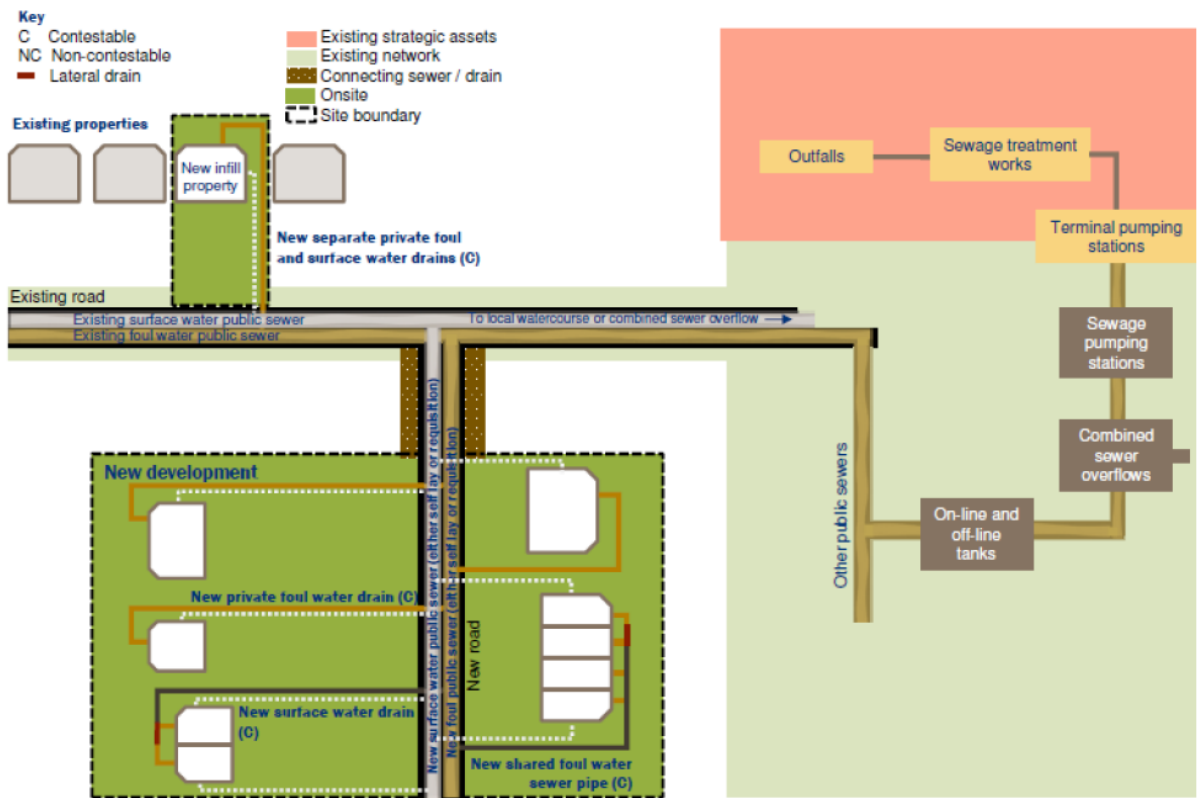 Key
C Contestable
NC Non-contestable
Lateral drain
Existing strategic assets
Existing network
Connecting sewer / drain
Onsite
Site boundary
Existing properties
New infill
property
New separate private foul
and surface water drains (C)
Outfalls
Sewage treatment
works
Terminal pumping
stations
Existing road
Existing surface water public sewer
To local watercourse or combined sewer overflow
Existing foul water public sewer
Sewage
pumping
stations
Combined
sewer
overflows
On-line and
off-line
tanks
Other public sewers
New development
New surface water public sewer (either self lay or requisition)
New foul public sewer (either self lay or requisition)
New road
New private foul water drain (C)
New surface water drain
(C)
New shared foul water
sewer pipe (C)